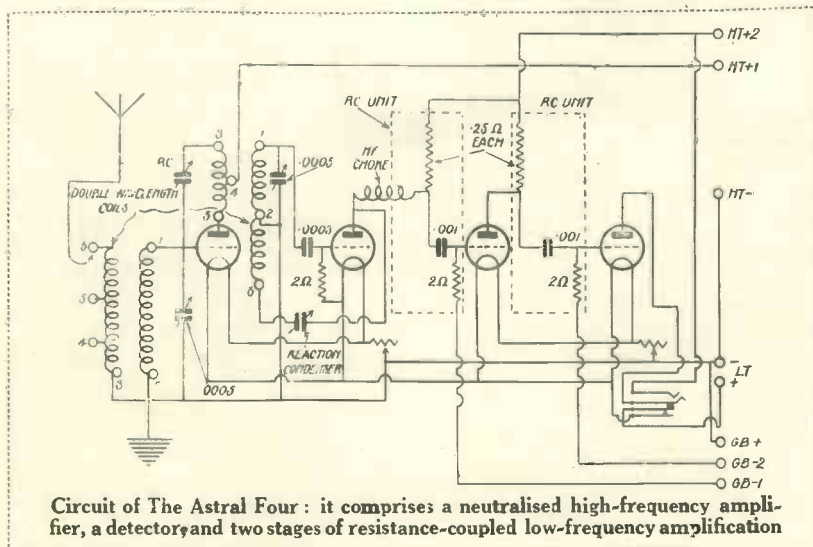 HT+2
HT+1
RC UNIT
RC UNIT
.25 Ω
EACH
HF
CHOKE
RC
3
4
5
1
2
6
.0005
DOUBLE WAVELENGTH
COILS
.0003
.001
.001
HT-
6
5
4
3
1
2Ω
2Ω
2Ω
REACTION
CONDENSER
.0005
-
LT
+
GB+
GB-2
GB-1
Circuit of The Astral Four : it comprises a neutralised high-frequency ampli-
fier, a detector, and two stages of resistance-coupled low-frequency amplification